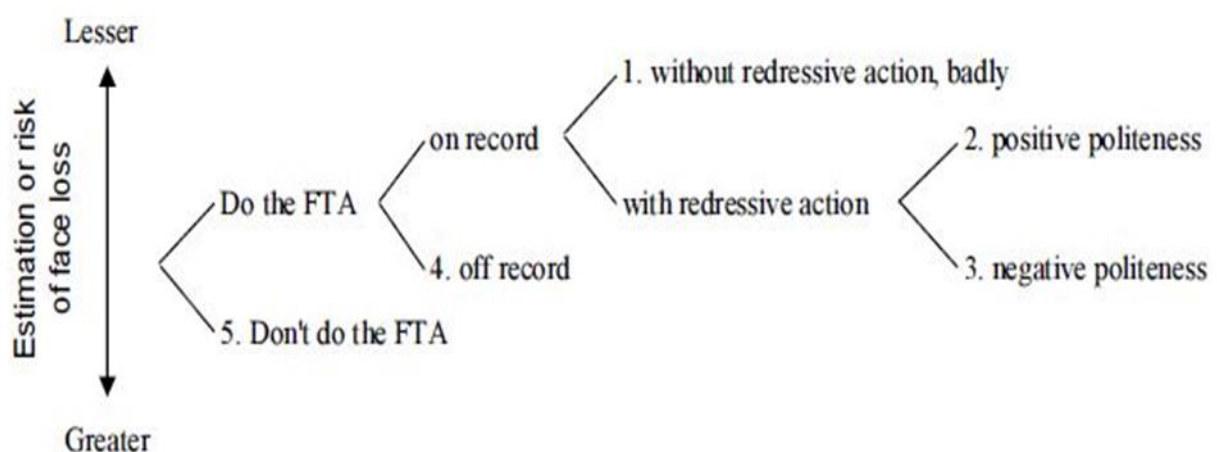 Lesser
1. without redressive action, badly
on record
2. positive politeness
Estimation or risk
of face loss
Do the FTA
with redressive action
4. off record
3. negative politeness
5. Don't do the FTA
Greater